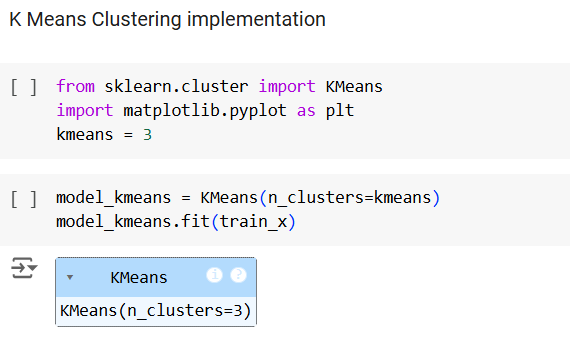 K Means Clustering implementation
[ ] from sklearn.cluster import KMeans
import matplotlib.pyplot as plt
kmeans = 3
[ ] model_kmeans = KMeans(n_clusters=kmeans)
model_kmeans.fit(train_x)
▾ KMeans i ?
KMeans(n_clusters=3)